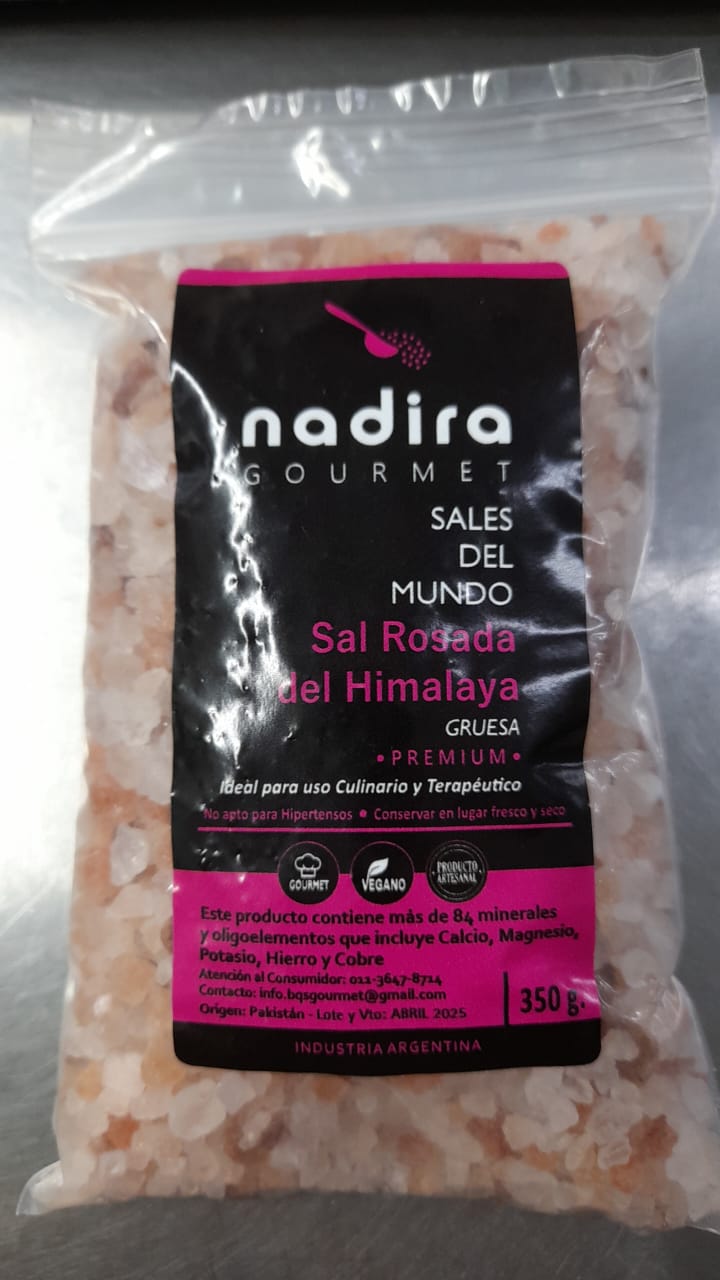 nadira
GOURMET
SALES
DEL
MUNDO
Sal Rosada
del Himalaya
GRUESA
• PREMIUM •
Ideal para uso Culinario y Terapéutico
No apto para Hipertensos • Conservar en lugar fresco y seco
GOURMET
VEGANO
PRODUCTO
ARTESANAL
Este producto contiene más de 84 minerales
y oligoelementos que incluye Calcio, Magnesio,
Potasio, Hierro y Cobre
Atención al Consumidor: 011-3647-8714
Contacto: info.bqsgourmet@gmail.com
Origen: Pakistán - Lote y Vto: ABRIL 2025
350 g.
INDUSTRIA ARGENTINA